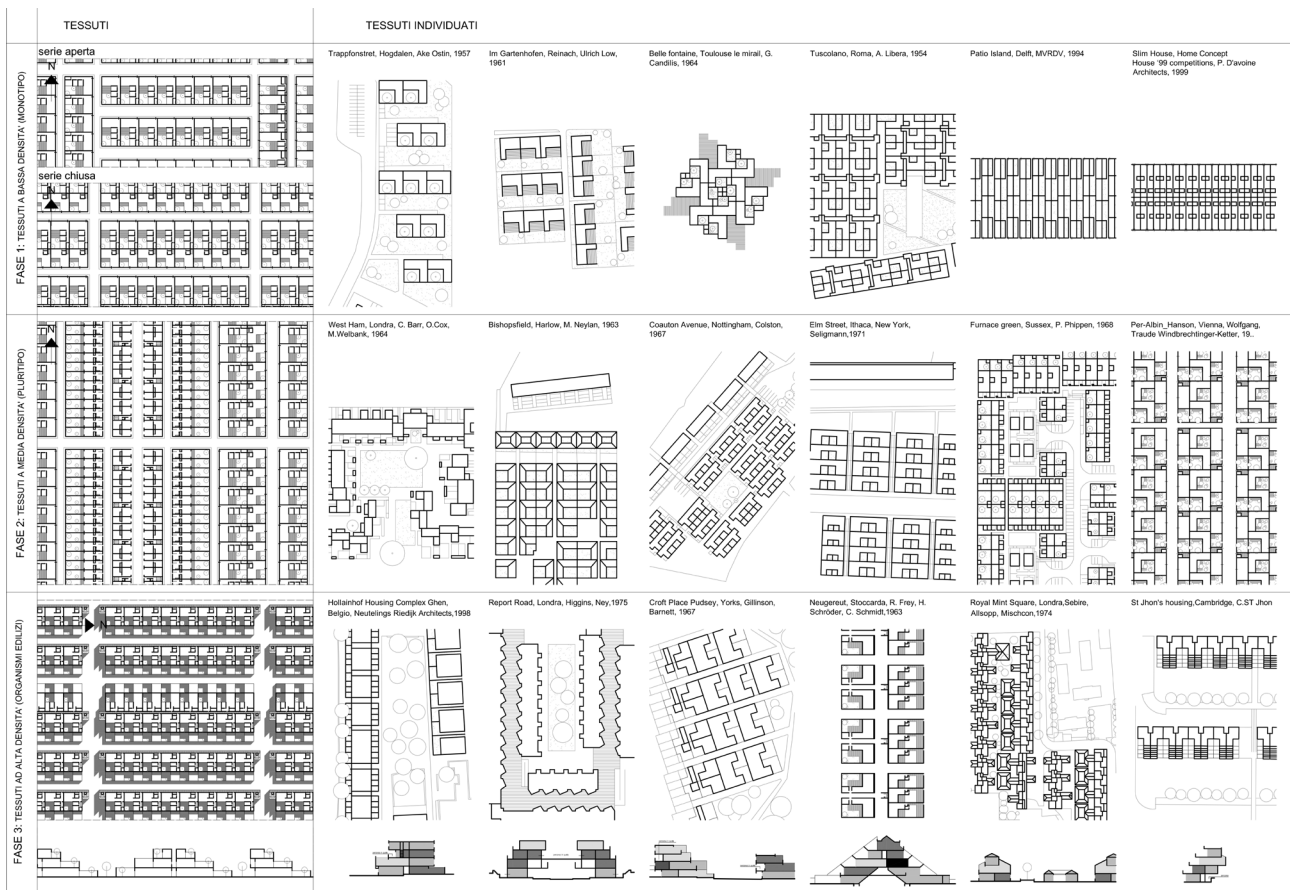 TESSUTI
TESSUTI INDIVIDUATI
FASE 1: TESSUTI A BASSA DENSITA' (MONOTIPO)
serie aperta
N
serie chiusa
N
Trappfonstret, Hogdalen, Ake Ostin, 1957
Im Gartenhofen, Reinach, Ulrich Low,
1961
Belle fontaine, Toulouse le mirail, G.
Candilis, 1964
Tuscolano, Roma, A. Libera, 1954
Patio Island, Delft, MVRDV, 1994
Slim House, Home Concept
House '99 competitions, P. D'avoine
Architects, 1999
FASE 2: TESSUTI A MEDIA DENSITA' (PLURITIPO)
N
West Ham, Londra, C. Barr, O.Cox,
M.Welbank, 1964
Bishopsfield, Harlow, M. Neylan, 1963
Coauton Avenue, Nottingham, Colston,
1967
Elm Street, Ithaca, New York,
Seligmann,1971
Furnace green, Sussex, P. Phippen, 1968
Per-Albin_Hanson, Vienna, Wolfgang,
Traude Windbrechtinger-Ketter, 19..
FASE 3: TESSUTI AD ALTA DENSITA' (ORGANISMI EDILIZI)
N
Hollainhof Housing Complex Ghen,
Belgio, Neutelings Riedjk Architects,1998
Report Road, Londra, Higgins, Ney,1975
Croft Place Pudsey, Yorks, Gillinson,
Barnett, 1967
Neugereut, Stoccarda, R. Frey, H.
Schröder, C. Schmidt,1963
Royal Mint Square, Londra,Sebire,
Allsopp, Mischcon,1974
St Jhon's housing,Cambridge, C.ST Jhon